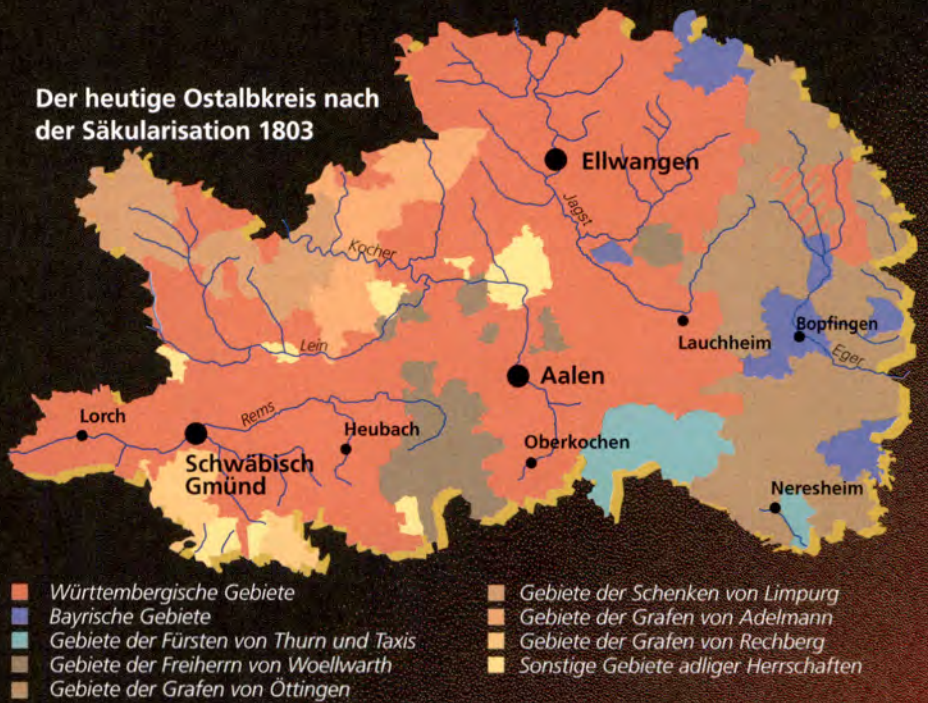 Der heutige Ostalbkreis nach
der Säkularisation 1803
Ellwangen
Jagst
Kocher
Lauchheim
Bopfingen
Eger
Lein
Aalen
Lorch
Rems
Heubach
Oberkochen
Schwäbisch
Gmünd
Neresheim
Württembergische Gebiete
Bayrische Gebiete
Gebiete der Fürsten von Thurn und Taxis
Gebiete der Freiherrn von Woellwarth
Gebiete der Grafen von Öttingen
Gebiete der Schenken von Limpurg
Gebiete der Grafen von Adelmann
Gebiete der Grafen von Rechberg
Sonstige Gebiete adliger Herrschaften